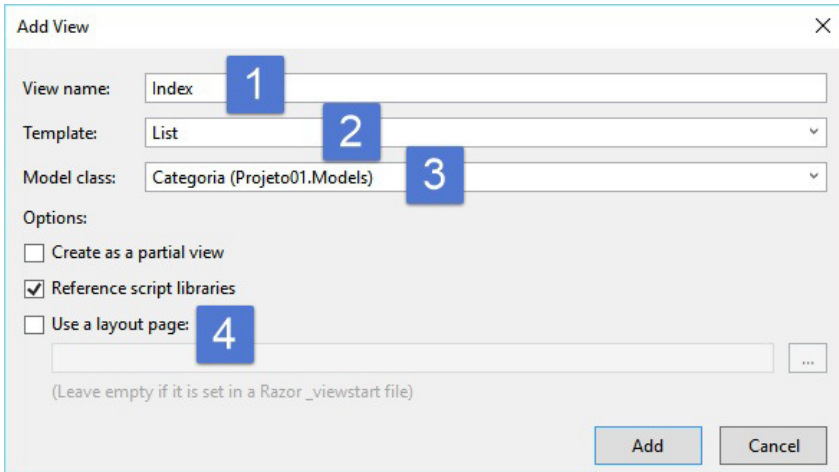 Add View
View name: Index 1
Template: List 2
Model class: Categoria (Projeto01.Models) 3
Options:
Create as a partial view
Reference script libraries
Use a layout page: 4
...
(Leave empty if it is set in a Razor _viewstart file)
Add Cancel